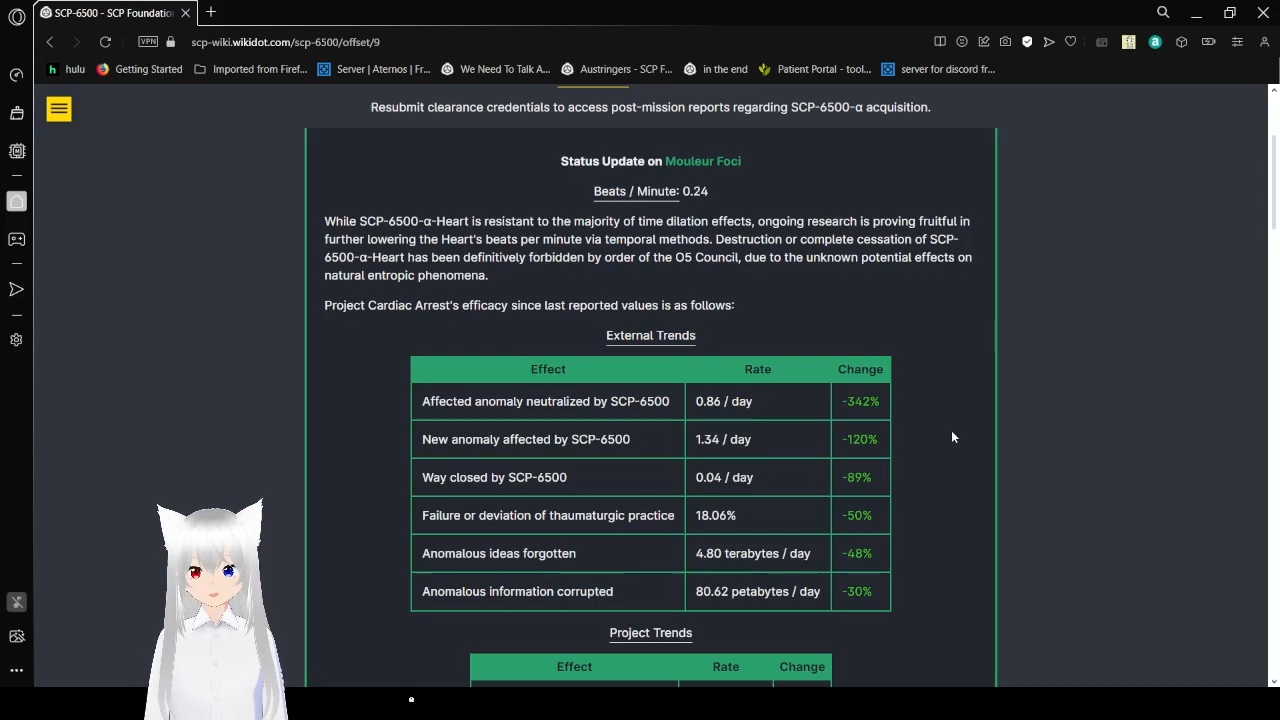 SCP-6500 - SCP Foundatio
VPN
scp-wiki.wikidot.com/scp-6500/offset/9
hulu
Getting Started
Imported from Firef...
Server | Aternos | Fr...
We Need To Talk A...
Austringers - SCP F...
in the end
Patient Portal - tool...
server for discord fr...
Resubmit clearance credentials to access post-mission reports regarding SCP-6500-α acquisition.
Status Update on Mouleur Foci
Beats / Minute: 0.24
While SCP-6500-α-Heart is resistant to the majority of time dilation effects, ongoing research is proving fruitful in
further lowering the Heart's beats per minute via temporal methods. Destruction or complete cessation of SCP-
6500-α-Heart has been definitively forbidden by order of the O5 Council, due to the unknown potential effects on
natural entropic phenomena.
Project Cardiac Arrest's efficacy since last reported values is as follows:
External Trends
Effect Rate Change
Affected anomaly neutralized by SCP-6500 0.86 / day -342%
New anomaly affected by SCP-6500 1.34 / day -120%
Way closed by SCP-6500 0.04 / day -89%
Failure or deviation of thaumaturgic practice 18.06% -50%
Anomalous ideas forgotten 4.80 terabytes / day -48%
Anomalous information corrupted 80.62 petabytes / day -30%
Project Trends
Effect Rate Change